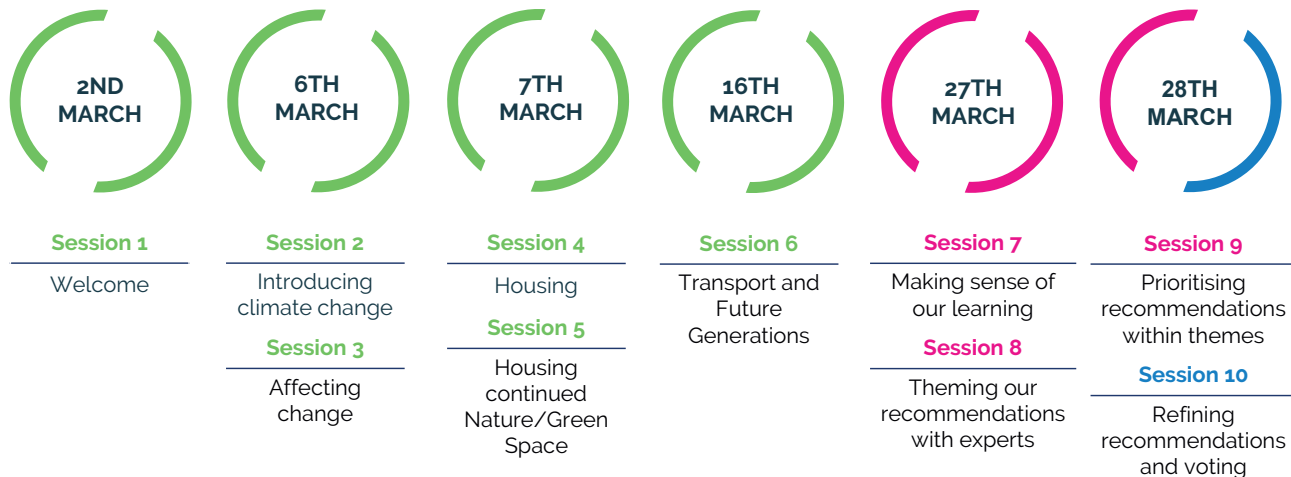 2ND
MARCH
Session 1
Welcome
6TH
MARCH
Session 2
Introducing
climate change
Session 3
Affecting
change
7TH
MARCH
Session 4
Housing
Session 5
Housing
continued
Nature/Green
Space
16TH
MARCH
Session 6
Transport and
Future
Generations
27TH
MARCH
Session 7
Making sense of
our learning
Session 8
Theming our
recommendations
with experts
28TH
MARCH
Session 9
Prioritising
recommendations
within themes
Session 10
Refining
recommendations
and voting